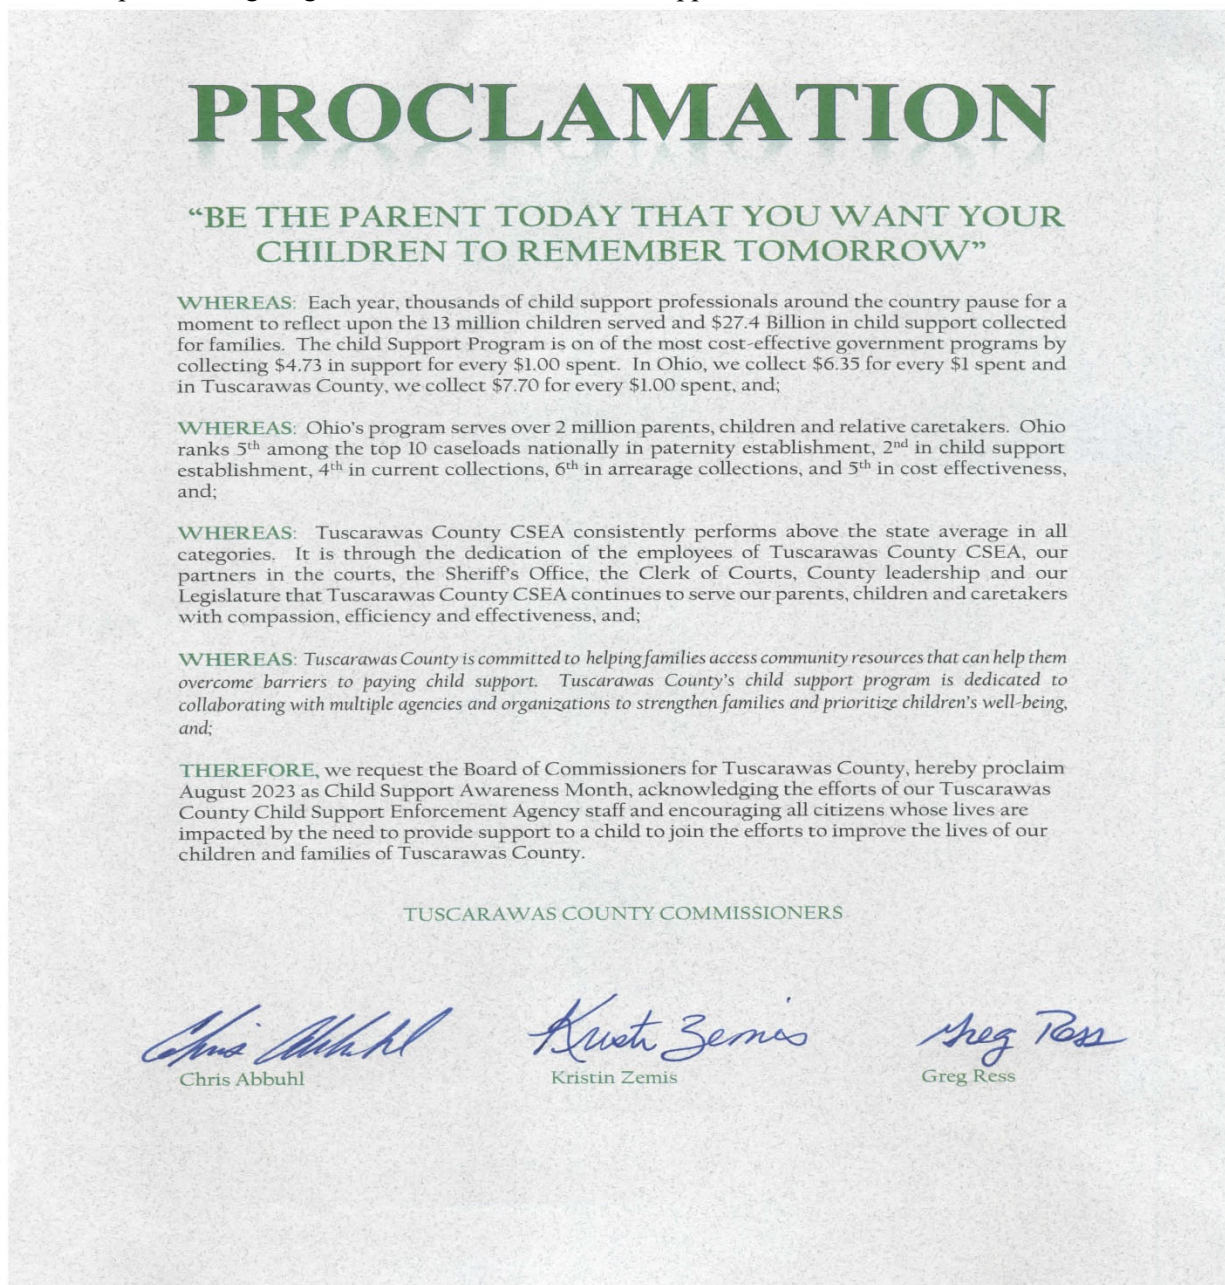 PROCLAMATION
“BE THE PARENT TODAY THAT YOU WANT YOUR
CHILDREN TO REMEMBER TOMORROW”
WHEREAS: Each year, thousands of child support professionals around the country pause for a
moment to reflect upon the 13 million children served and $27.4 Billion in child support collected
for families. The child Support Program is on of the most cost-effective government programs by
collecting $4.73 in support for every $1.00 spent. In Ohio, we collect $6.35 for every $1 spent and
in Tuscarawas County, we collect $7.70 for every $1.00 spent, and;
WHEREAS: Ohio’s program serves over 2 million parents, children and relative caretakers. Ohio
ranks 5th among the top 10 caseloads nationally in paternity establishment, 2nd in child support
establishment, 4th in current collections, 6th in arrearage collections, and 5th in cost effectiveness,
and;
WHEREAS: Tuscarawas County CSEA consistently performs above the state average in all
categories. It is through the dedication of the employees of Tuscarawas County CSEA, our
partners in the courts, the Sheriff’s Office, the Clerk of Courts, County leadership and our
Legislature that Tuscarawas County CSEA continues to serve our parents, children and caretakers
with compassion, efficiency and effectiveness, and;
WHEREAS: Tuscarawas County is committed to helping families access community resources that can help them
overcome barriers to paying child support. Tuscarawas County’s child support program is dedicated to
collaborating with multiple agencies and organizations to strengthen families and prioritize children’s well-being,
and;
THEREFORE, we request the Board of Commissioners for Tuscarawas County, hereby proclaim
August 2023 as Child Support Awareness Month, acknowledging the efforts of our Tuscarawas
County Child Support Enforcement Agency staff and encouraging all citizens whose lives are
impacted by the need to provide support to a child to join the efforts to improve the lives of our
children and families of Tuscarawas County.
TUSCARAWAS COUNTY COMMISSIONERS
Chris Abbuhl Kristin Zemis Greg Ress
Chris Abbuhl Kristin Zemis Greg Ress